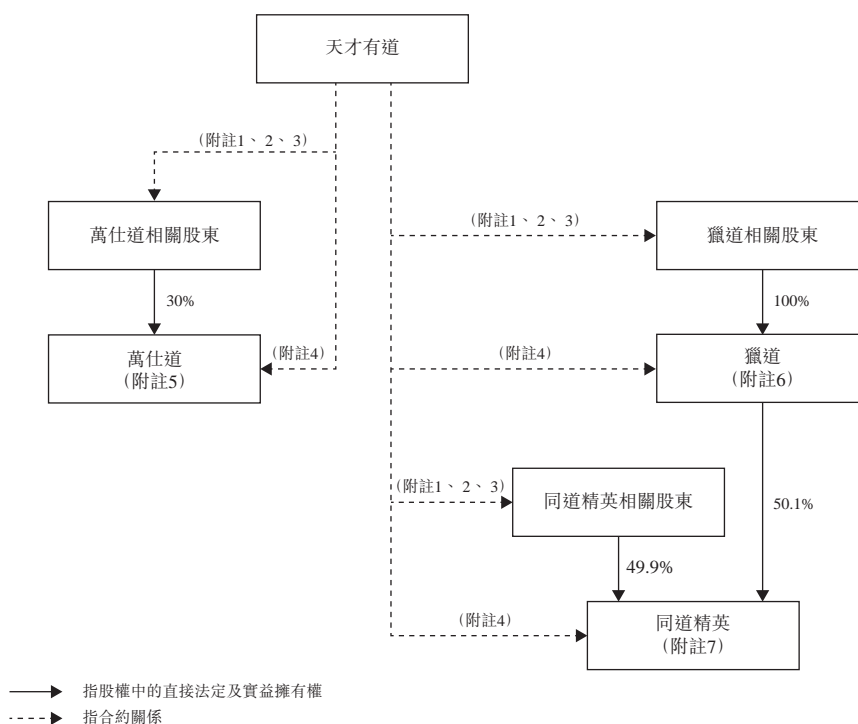 天才有道
(附註1、2、3)
萬仕道相關股東
(附註1、2、3)
獵道相關股東
30%
100%
萬仕道
(附註5)
(附註4)
(附註4)
獵道
(附註6)
(附註1、2、3)
同道精英相關股東
50.1%
49.9%
(附註4)
同道精英
(附註7)
指股權中的直接法定及實益擁有權
指合約關係